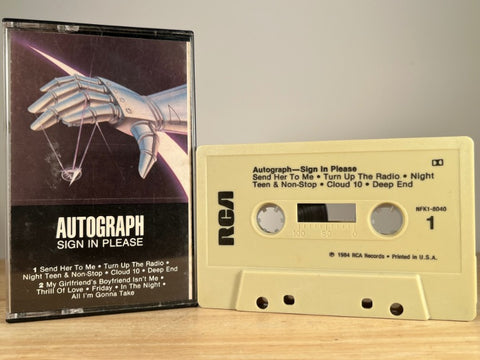 AUTOGRAPH
SIGN IN PLEASE
1 Send Her To Me • Turn Up The Radio •
Night Teen & Non-Stop • Cloud 10 • Deep End
2 My Girlfriend's Boyfriend Isn't Me •
Thrill Of Love • Friday • In The Night •
All I'm Gonna Take
Autograph—Sign In Please
Send Her To Me • Turn Up The Radio • Night
Teen & Non-Stop • Cloud 10 • Deep End
NFK1-8040
1
RCA
100 50 0
℗ 1984 RCA Records • Printed in U.S.A.